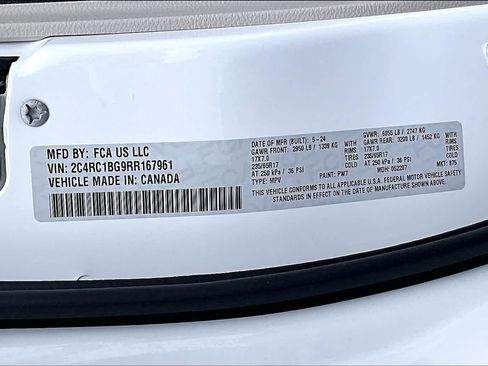 MFD BY: FCA US LLC
VIN: 2C4RC1BG9RR167961
VEHICLE MADE IN: CANADA
DATE OF MFR (BUILT): 5-24
GAWR FRONT: 2950 LB / 1339 KG
17X7.0
235/65R17
AT 250 kPa / 36 PSI
TYPE: MPV
PAINT: PW7
GVWR: 6055 LB / 2747 KG
GAWR REAR: 3200 LB / 1452 KG
17X7.0
235/65R17
AT 250 kPa / 36 PSI
MDH: 052207
MKT: 875
THIS VEHICLE CONFORMS TO ALL APPLICABLE U.S.A. FEDERAL MOTOR VEHICLE SAFETY
STANDARDS IN EFFECT ON THE DATE OF MANUFACTURE SHOWN ABOVE.